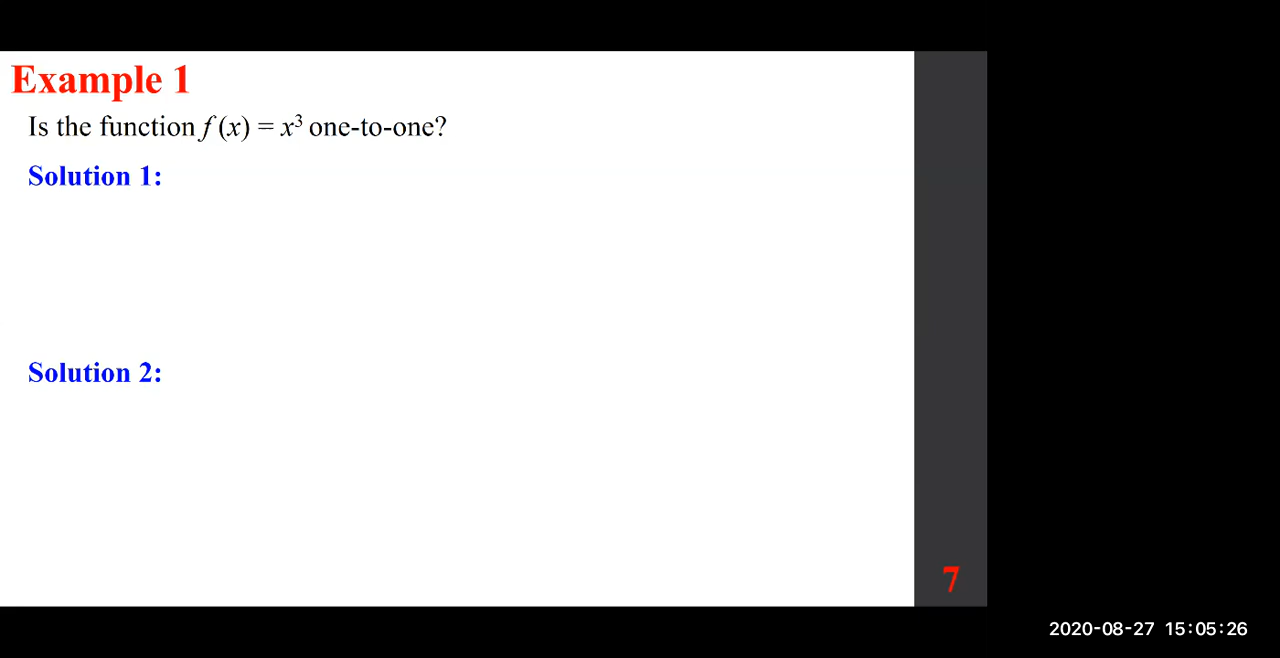 Example 1
Is the function f (x) = x³ one-to-one?
Solution 1:
Solution 2:
7
2020-08-27 15:05:26